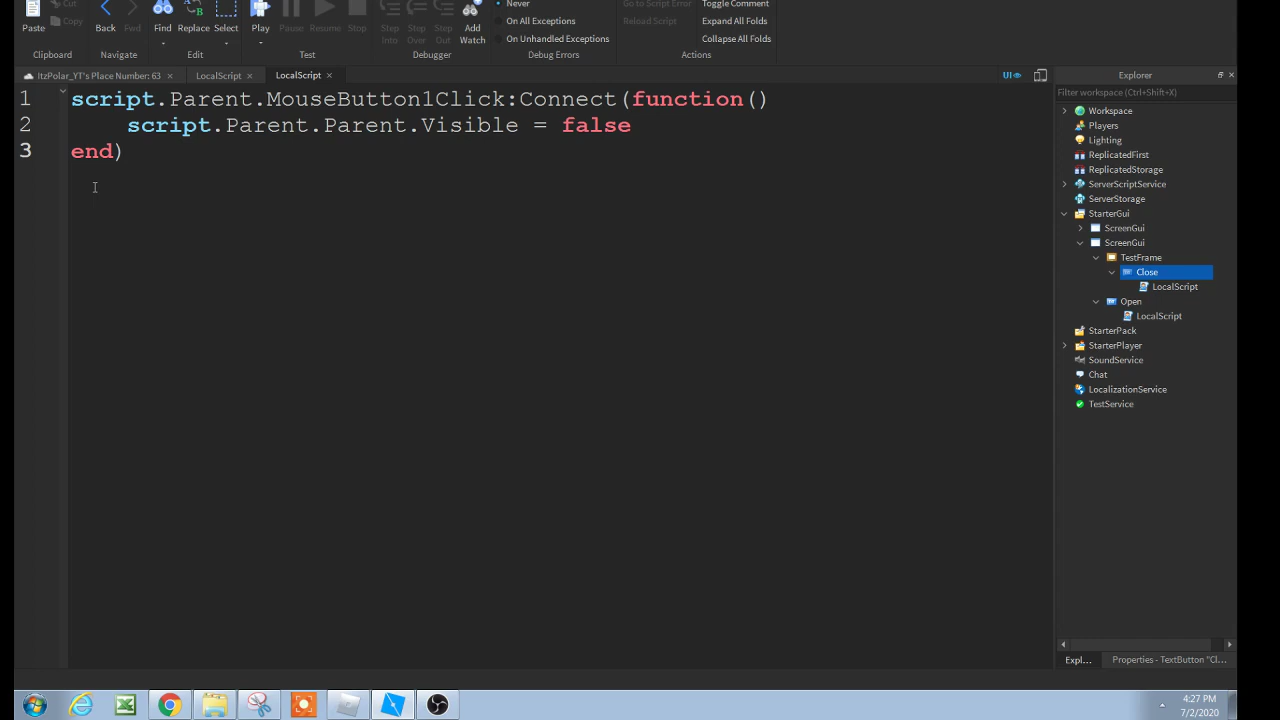 Paste
Cut
Copy
Clipboard
Back
Fwd
Navigate
Find
Replace
Select
Edit
Play
Pause
Resume
Stop
Test
Step Into
Step Over
Step Out
Add Watch
Debugger
Never
On All Exceptions
On Unhandled Exceptions
Debug Errors
Go to Script Error
Reload Script
Toggle Comment
Expand All Folds
Collapse All Folds
Actions
ItzPolar_YT's Place Number: 63 × LocalScript × LocalScript ×
UI
1 script.Parent.MouseButton1Click:Connect(function()
2 script.Parent.Parent.Visible = false
3 end)
Explorer
Filter workspace (Ctrl+Shift+X)
Workspace
Players
Lighting
ReplicatedFirst
ReplicatedStorage
ServerScriptService
ServerStorage
StarterGui
ScreenGui
ScreenGui
TestFrame
Close
LocalScript
Open
LocalScript
StarterPack
StarterPlayer
SoundService
Chat
LocalizationService
TestService
Expl... Properties - TextButton "Cl...
4:27 PM
7/2/2020